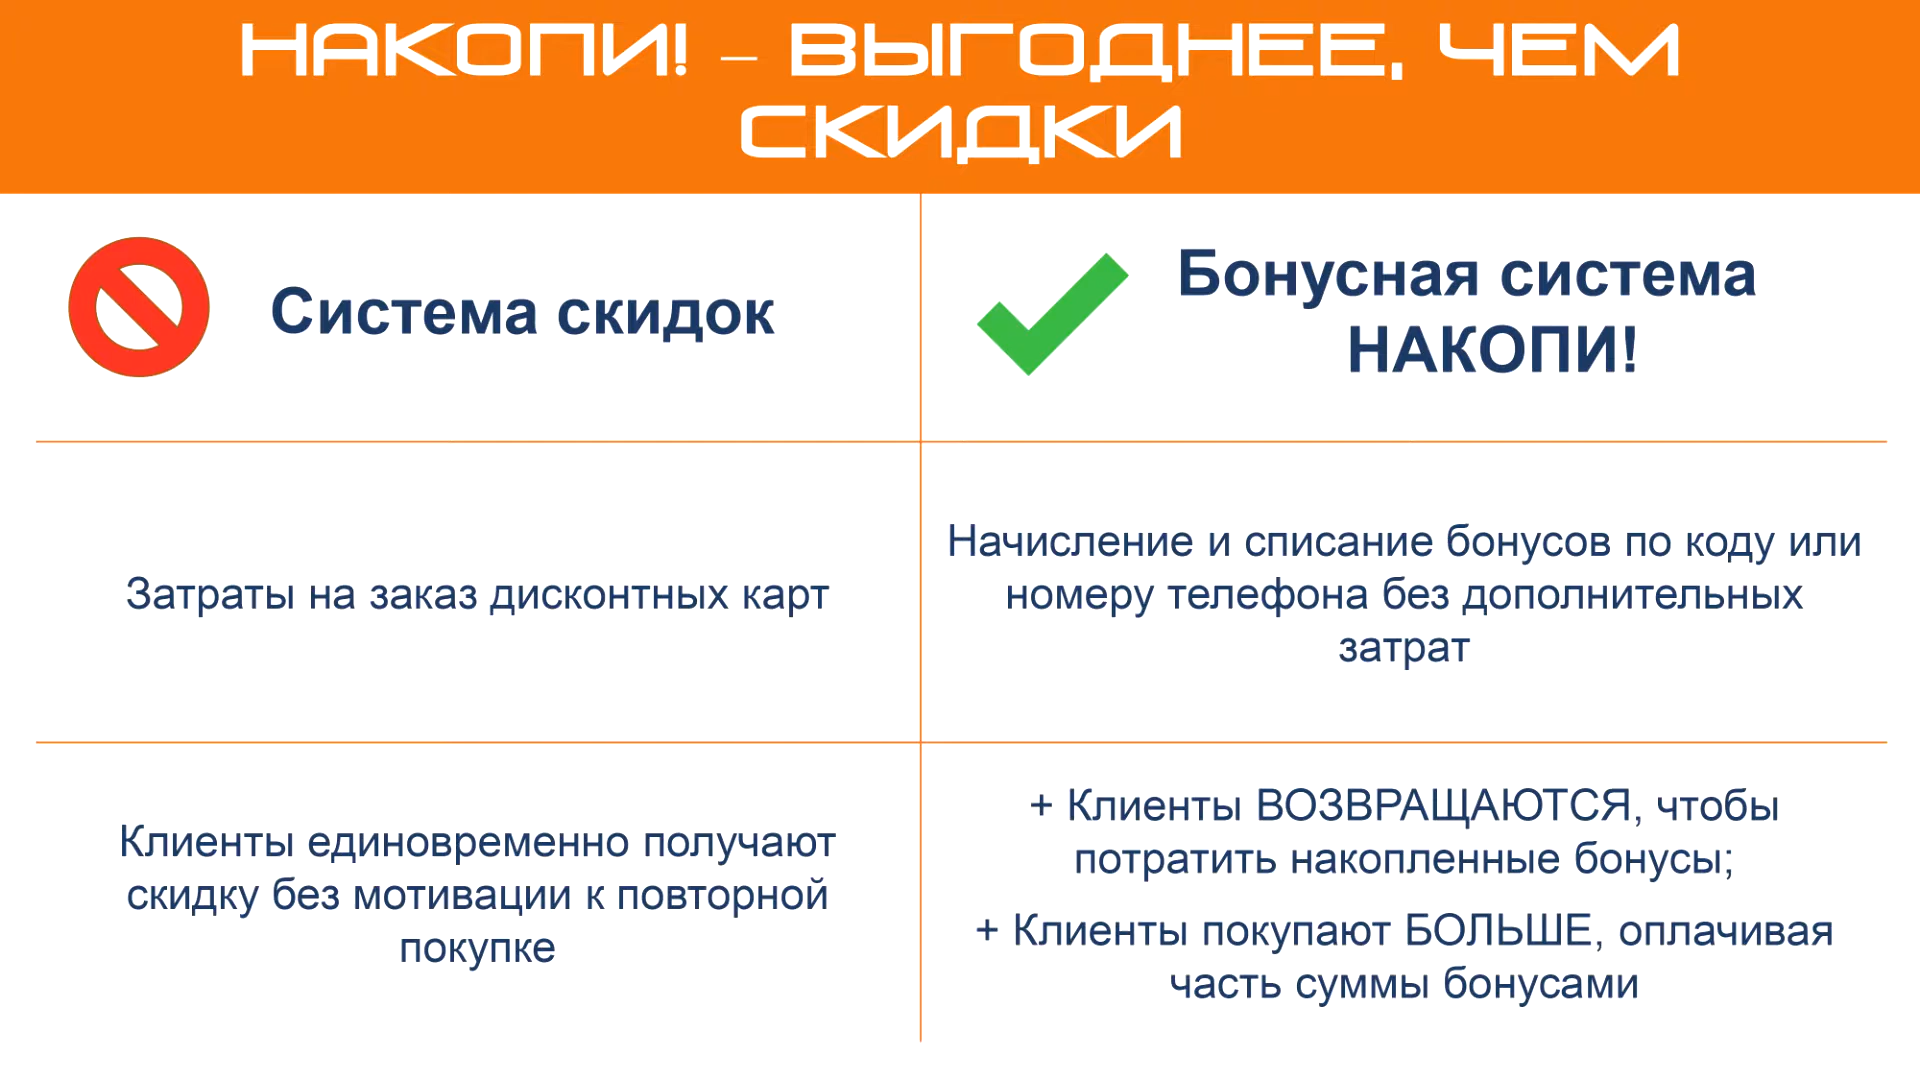 НАКОПИ! – ВЫГОДНЕЕ, ЧЕМ
СКИДКИ
Система скидок
Бонусная система
НАКОПИ!
Затраты на заказ дисконтных карт
Начисление и списание бонусов по коду или
номеру телефона без дополнительных
затрат
Клиенты единовременно получают
скидку без мотивации к повторной
покупке
+ Клиенты ВОЗВРАЩАЮТСЯ, чтобы
потратить накопленные бонусы;
+ Клиенты покупают БОЛЬШЕ, оплачивая
часть суммы бонусами